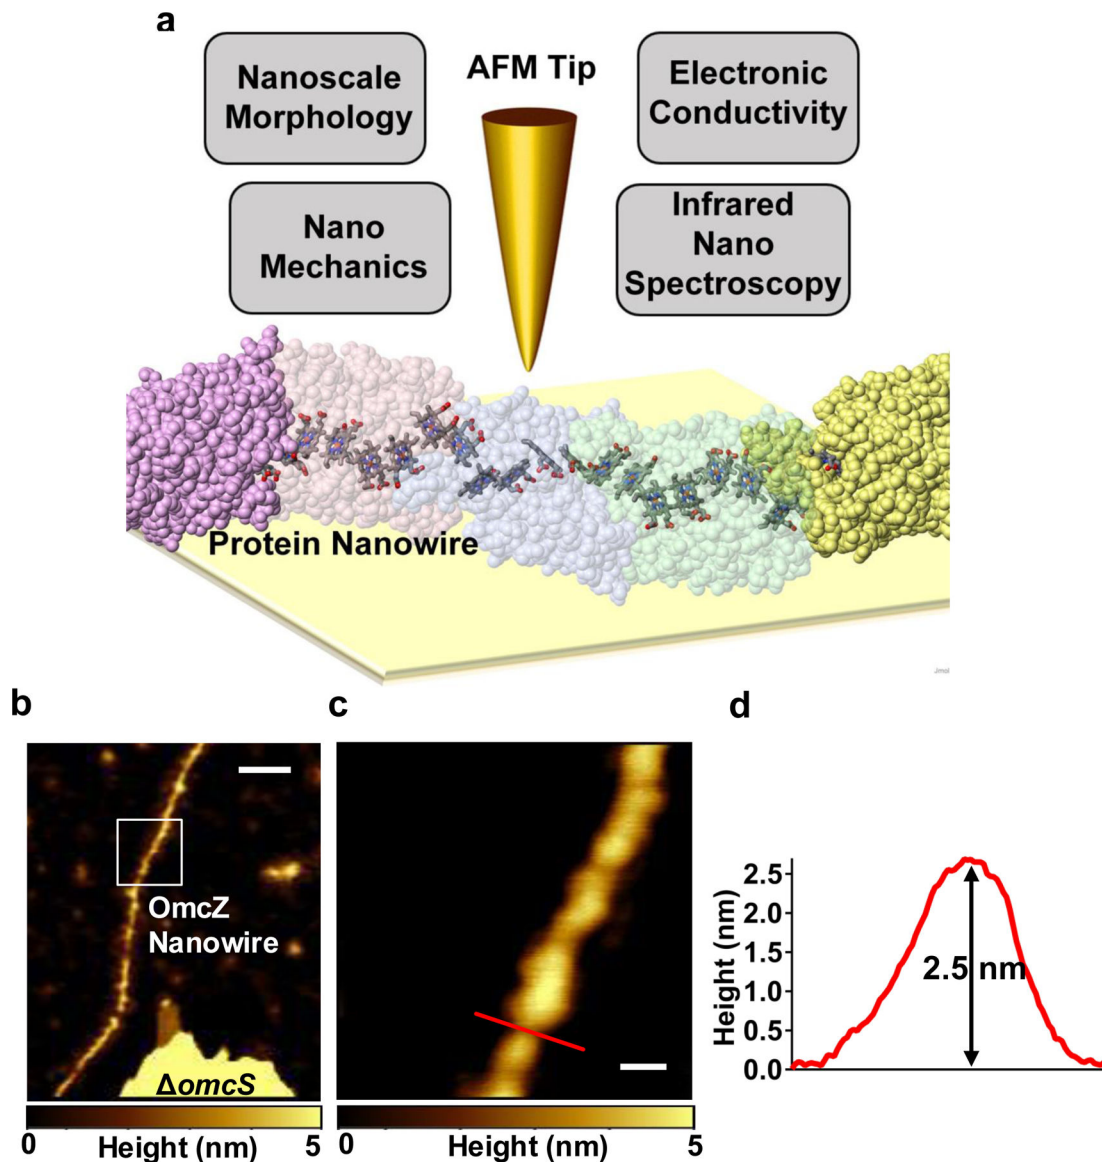 a
Nanoscale
Morphology
AFM Tip
Electronic
Conductivity
Nano
Mechanics
Infrared
Nano
Spectroscopy
Protein Nanowire
b
c
d
OmcZ
Nanowire
ΔomcS
0
Height (nm)
5
0
Height (nm)
5
Height (nm)
2.5
2.0
1.5
1.0
0.5
0.0
2.5 nm